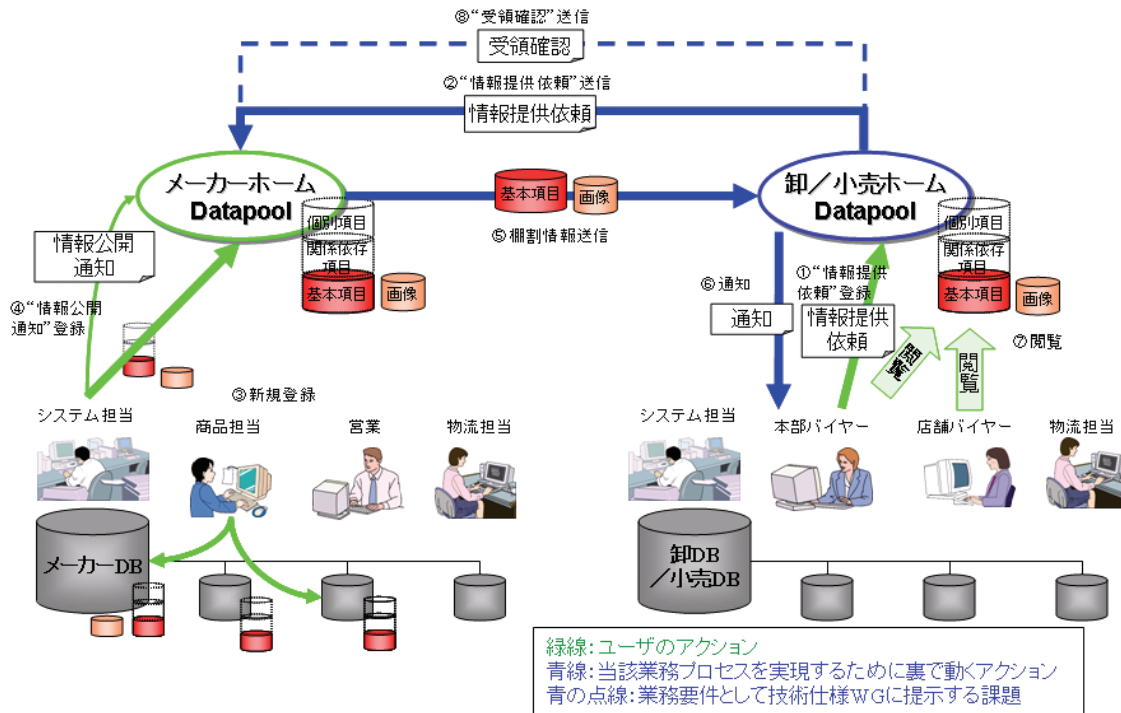 ⑧“受領確認”送信
受領確認
②“情報提供依頼”送信
情報提供依頼
メーカーホーム
Datapool
個別項目
関係依存
項目
基本項目
画像
基本項目
画像
⑤棚割情報送信
卸／小売ホーム
Datapool
個別項目
関係依存
項目
基本項目
画像
情報公開
通知
④“情報公開
通知”登録
⑥通知
通知
①“情報提供
依頼”登録
情報提供
依頼
閲覧
閲覧
⑦閲覧
③新規登録
システム担当
商品担当
営業
物流担当
システム担当
本部バイヤー
店舗バイヤー
物流担当
メーカーDB
卸DB
／小売DB
緑線：ユーザのアクション
青線：当該業務プロセスを実現するために裏で動くアクション
青の点線：業務要件として技術仕様WGに提示する課題